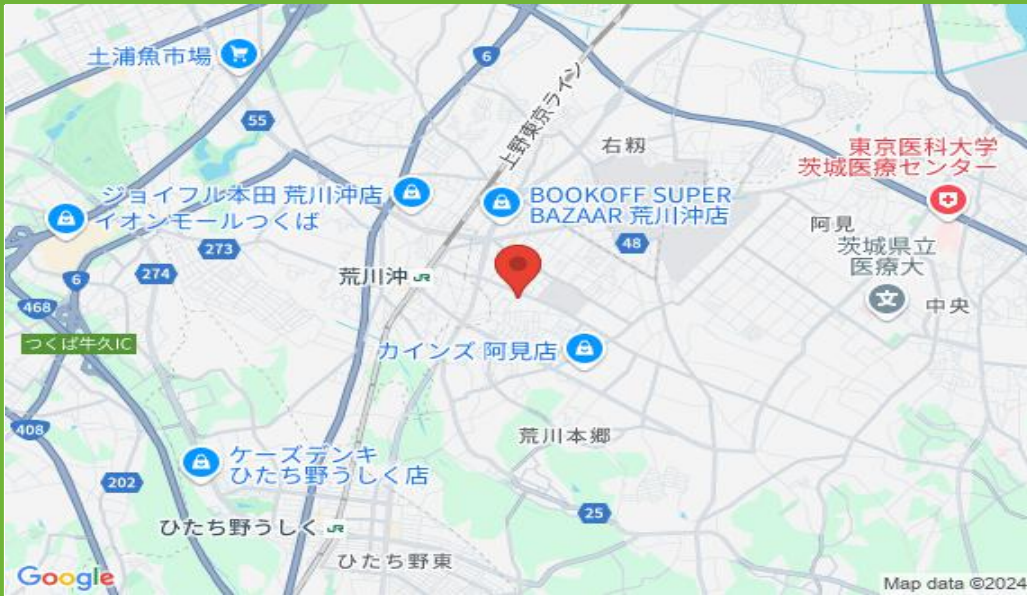 土浦魚市場
6
55
上野東京ライン
右籾
東京医科大学
茨城医療センター
ジョイフル本田 荒川沖店
イオンモールつくば
BOOKOFF SUPER
BAZAAR 荒川沖店
阿見
273
48
茨城県立
医療大
274
6
荒川沖 JR
468
中央
つくば牛久IC
カインズ 阿見店
408
荒川本郷
ケーズデンキ
ひたち野うしく店
202
25
ひたち野うしく JR
ひたち野東
Google
Map data ©2024